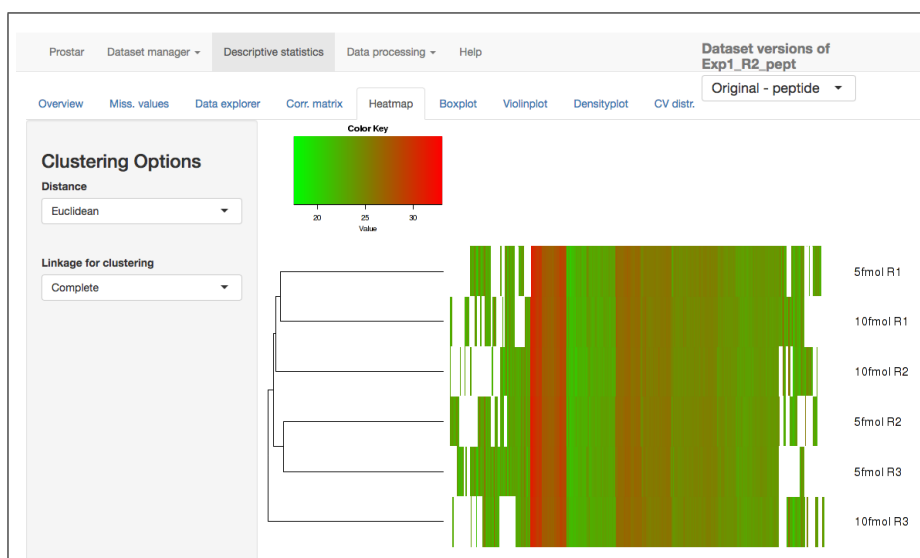 Prostar Dataset manager Descriptive statistics Data processing Help
Dataset versions of
Exp1_R2_pept
Original - peptide
Overview Miss. values Data explorer Corr. matrix Heatmap Boxplot Violinplot Densityplot CV distr.
Clustering Options
Distance
Euclidean
Linkage for clustering
Complete
Color Key
20 25 30
Value
5fmol R1
10fmol R1
10fmol R2
5fmol R2
5fmol R3
10fmol R3